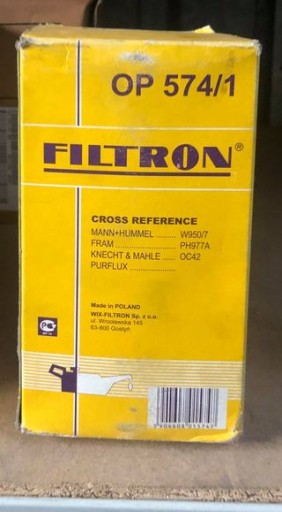 OP 574/1
FILTRON®
CROSS REFERENCE
MANN+HUMMEL ........ W950/7
FRAM ........................ PH977A
KNECHT & MAHLE ..... OC42
PURFLUX ..................
Made in POLAND
WIX-FILTRON Sp. z o.o.
ul. Wrocławska 145
63-800 Gostyń